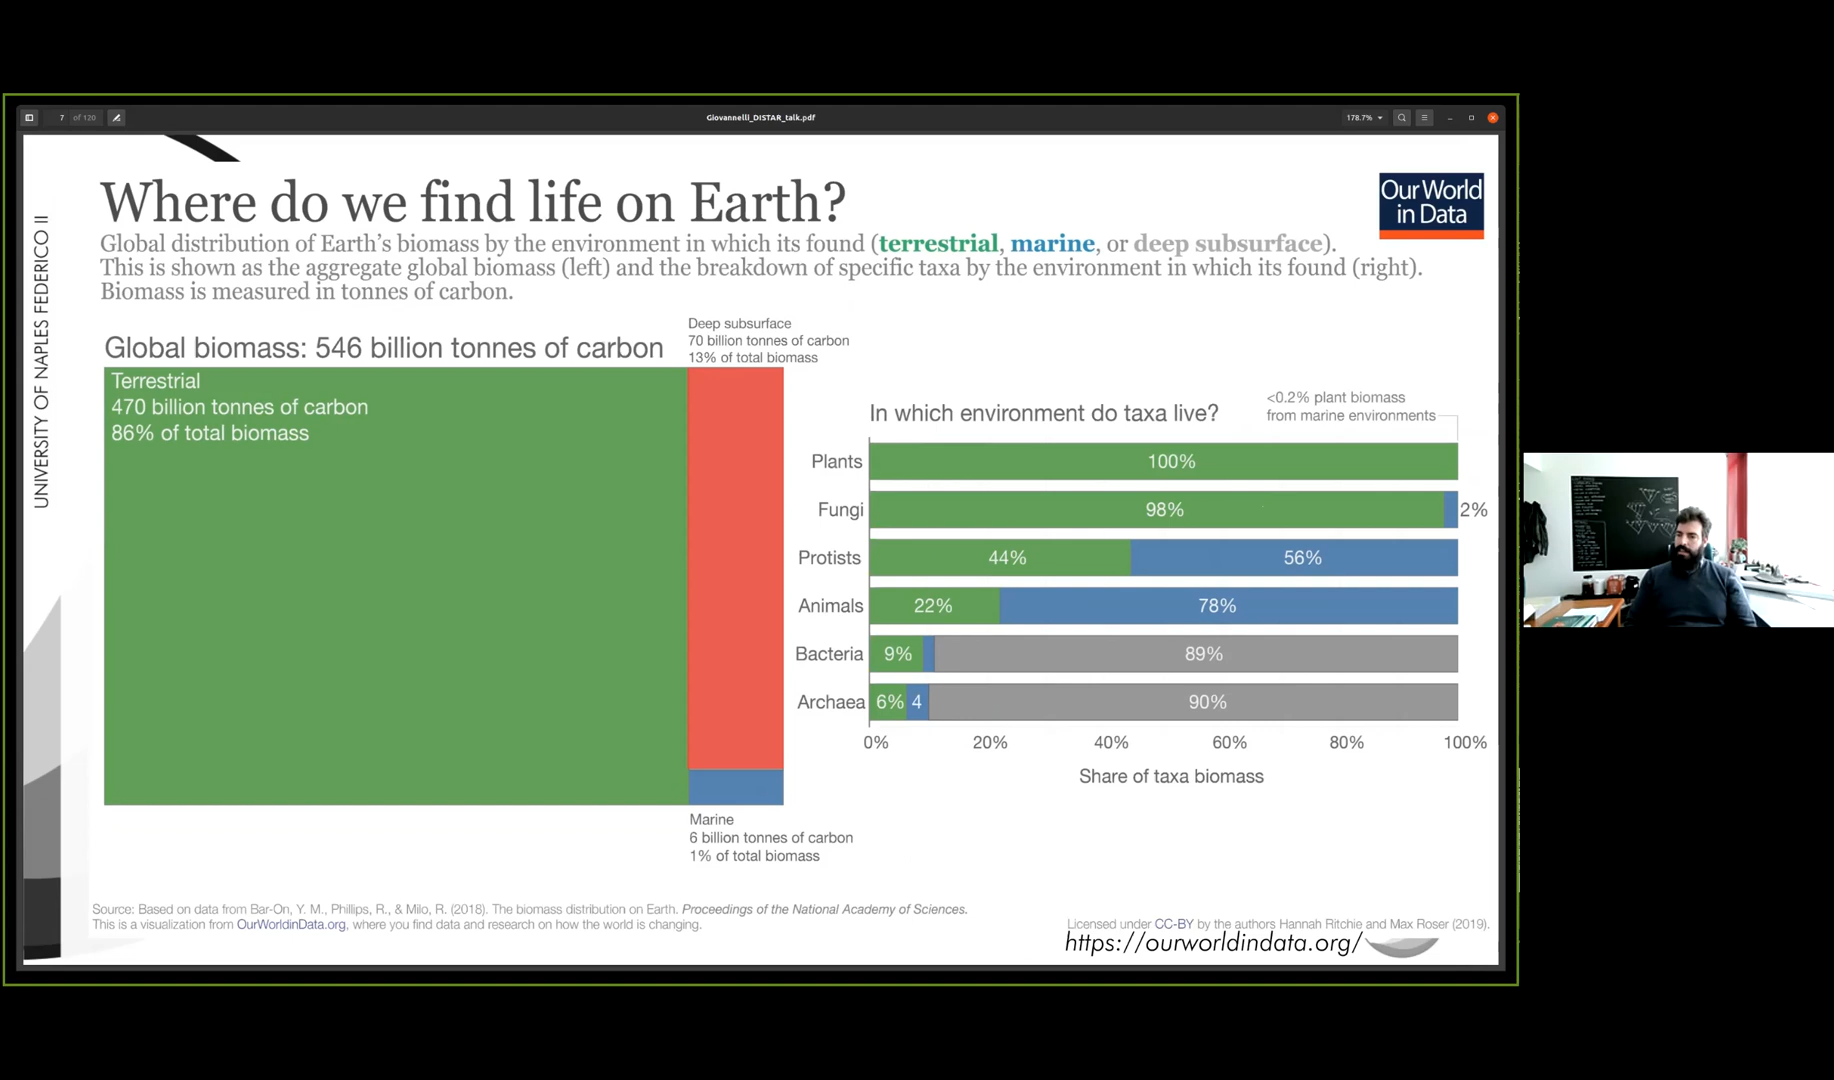 7 of 120
Giovannelli_DISTAR_talk.pdf
178.7%
UNIVERSITY OF NAPLES FEDERICO II
Where do we find life on Earth?
Our World
in Data
Global distribution of Earth's biomass by the environment in which its found (terrestrial, marine, or deep subsurface).
This is shown as the aggregate global biomass (left) and the breakdown of specific taxa by the environment in which its found (right).
Biomass is measured in tonnes of carbon.
Global biomass: 546 billion tonnes of carbon
Deep subsurface
70 billion tonnes of carbon
13% of total biomass
Terrestrial
470 billion tonnes of carbon
86% of total biomass
Marine
6 billion tonnes of carbon
1% of total biomass
In which environment do taxa live?
<0.2% plant biomass
from marine environments
Plants 100%
Fungi 98% 2%
Protists 44% 56%
Animals 22% 78%
Bacteria 9% 89%
Archaea 6% 4 90%
0% 20% 40% 60% 80% 100%
Share of taxa biomass
Source: Based on data from Bar-On, Y. M., Phillips, R., & Milo, R. (2018). The biomass distribution on Earth. Proceedings of the National Academy of Sciences.
This is a visualization from OurWorldinData.org, where you find data and research on how the world is changing.
Licensed under CC-BY by the authors Hannah Ritchie and Max Roser (2019).
https://ourworldindata.org/